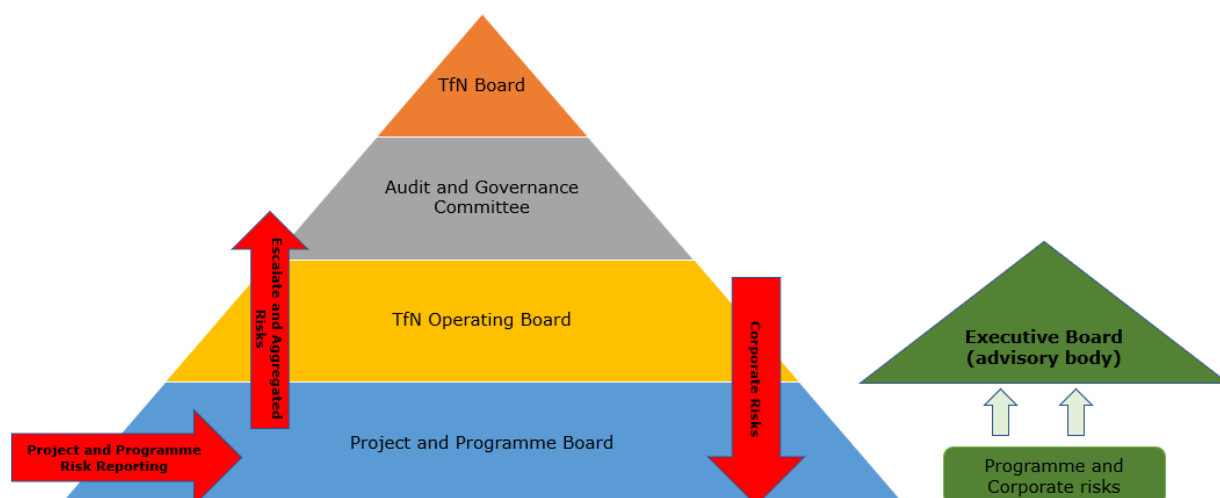 TfN Board
Audit and Governance
Committee
Escalate and Aggregated
Risks
TfN Operating Board
Corporate Risks
Executive Board
(advisory body)
Project and Programme Board
Project and Programme
Risk Reporting
Programme and
Corporate risks